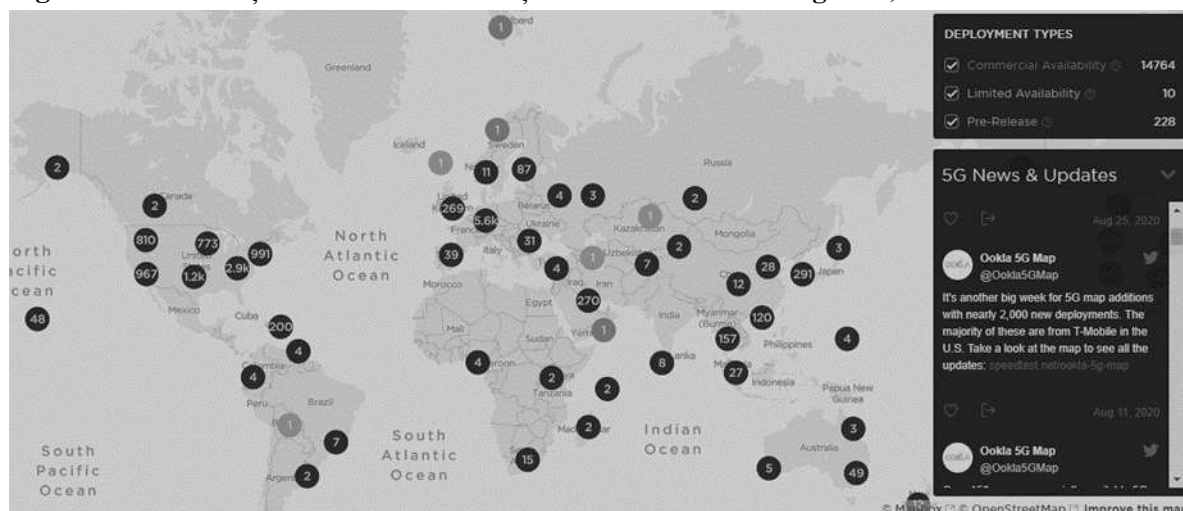 Greenland
DEPLOYMENT TYPES
Commercial Availability 14764
Limited Availability 10
Pre-Release 228
5G News & Updates
Aug 25, 2020
Ookla 5G Map
@Ookla5GMap
It's another big week for 5G map additions
with nearly 2,000 new deployments. The
majority of these are from T-Mobile in the
U.S. Take a look at the map to see all the
updates: speedtest.net/ookla-5g-map
Aug 11, 2020
Ookla 5G Map
@Ookla5GMap
1
1
Sweden
Iceland
1
11
87
Russia
2
Canada
2
4
3
2
Belarus
269
5.6k
Ukraine
1
Kazakhstan
Mongolia
810
773
991
France
Italy
31
2
3
North
Atlantic
Ocean
39
4
1
7
28
291
Japan
967
1.2k
2.9k
Morocco
Iraq
Iran
12
Mexico
Cuba
Egypt
270
India
Myanmar
(Burma)
120
48
200
Mali
Sudan
1
157
Philippines
4
4
4
8
27
4
2
Tanzania
2
Indonesia
Papua New
Guinea
Peru
Brazil
1
7
2
Indian
Ocean
3
Australia
South
Pacific
Ocean
2
South
Atlantic
Ocean
15
5
49
© OpenStreetMap Improve this map